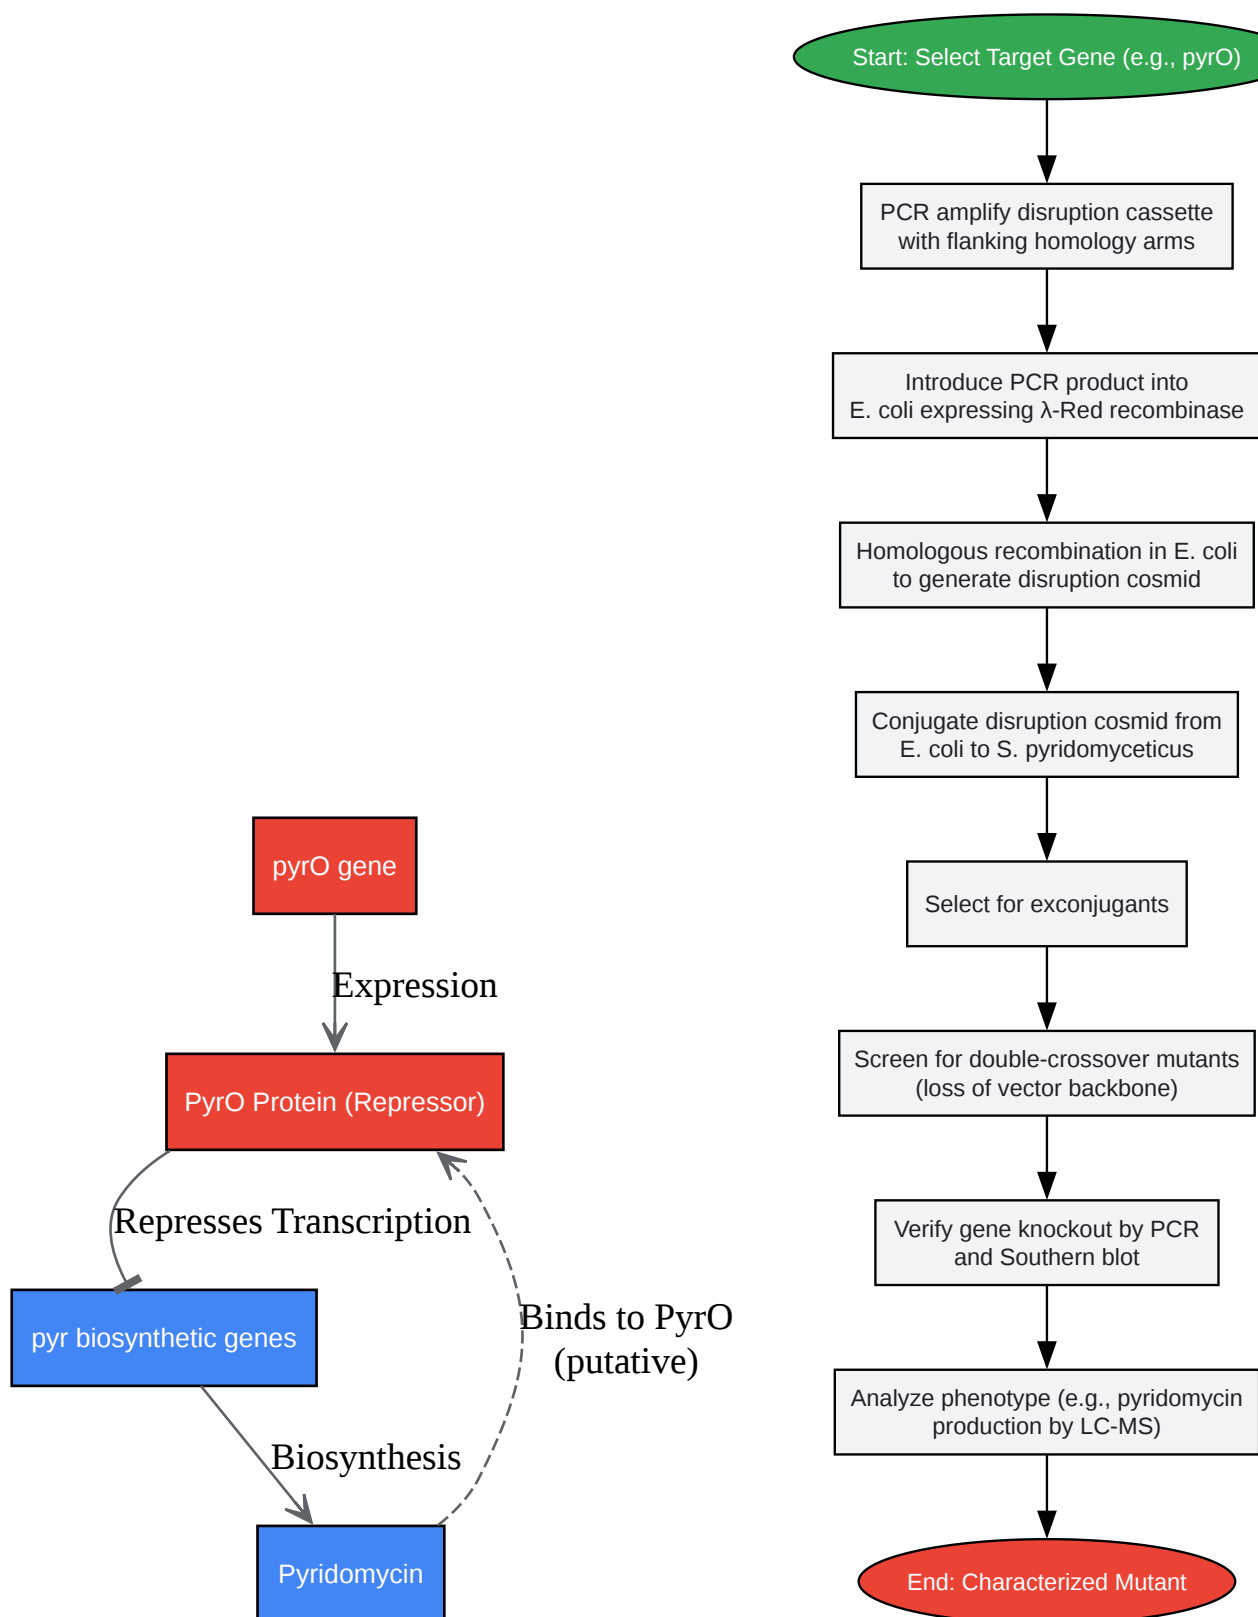 pyrO gene
Expression
PyrO Protein (Repressor)
Represses Transcription
pyr biosynthetic genes
Binds to PyrO
(putative)
Biosynthesis
Pyridomycin
Start: Select Target Gene (e.g., pyrO)
PCR amplify disruption cassette
with flanking homology arms
Introduce PCR product into
E. coli expressing λ-Red recombinase
Homologous recombination in E. coli
to generate disruption cosmid
Conjugate disruption cosmid from
E. coli to S. pyridomyceticus
Select for exconjugants
Screen for double-crossover mutants
(loss of vector backbone)
Verify gene knockout by PCR
and Southern blot
Analyze phenotype (e.g., pyridomycin
production by LC-MS)
End: Characterized Mutant